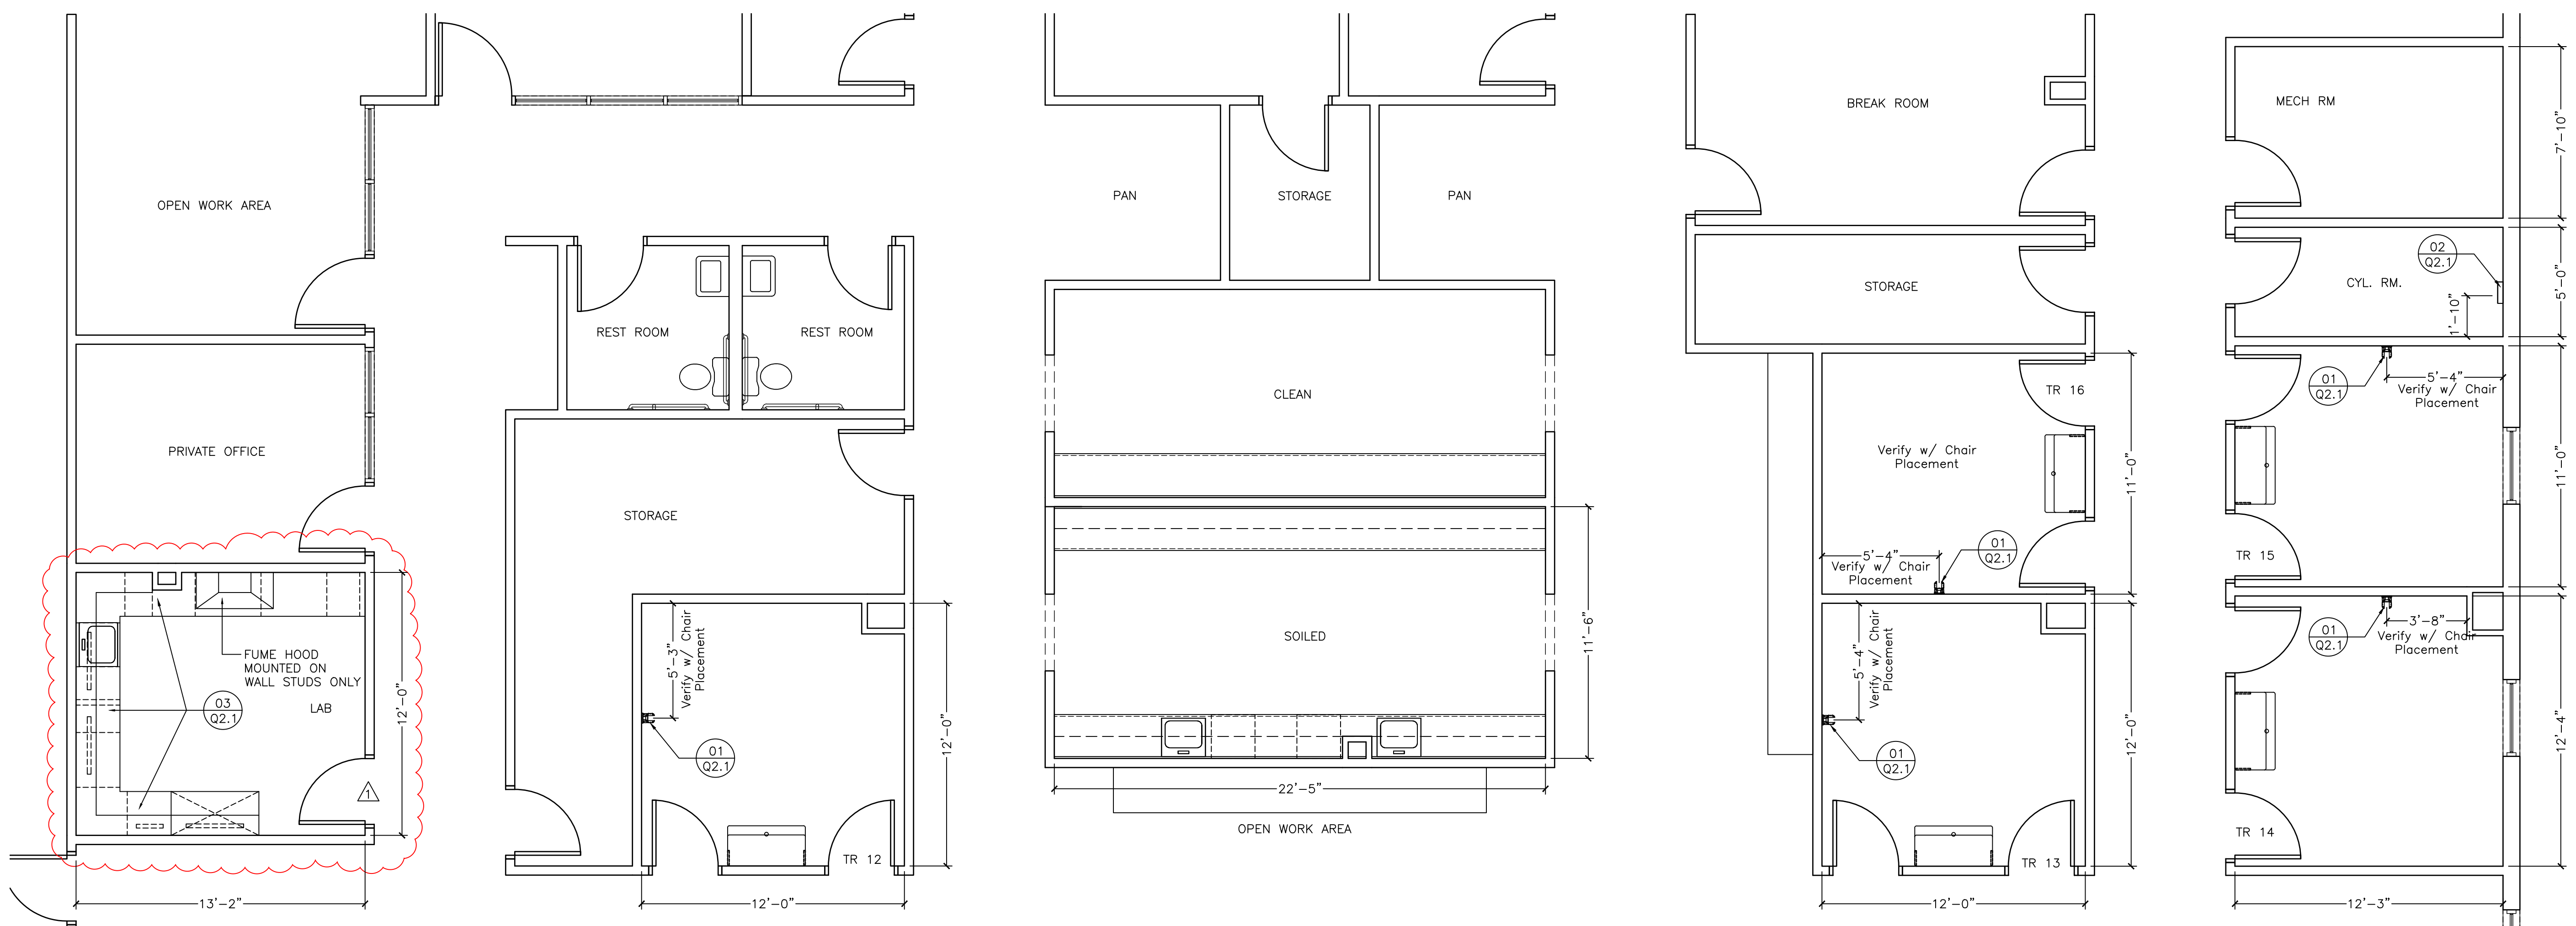 OPEN WORK AREA
PRIVATE OFFICE
FUME HOOD
MOUNTED ON
WALL STUDS ONLY
03
Q2.1
LAB
12'-0"
1
13'-2"
REST ROOM
REST ROOM
STORAGE
5'-3"
Verify w/ Chair
Placement
01
Q2.1
12'-0"
TR 12
12'-0"
PAN
STORAGE
PAN
CLEAN
SOILED
11'-6"
22'-5"
OPEN WORK AREA
BREAK ROOM
STORAGE
TR 16
Verify w/ Chair
Placement
11'-0"
01
Q2.1
5'-4"
Verify w/ Chair
Placement
5'-4"
Verify w/ Chair
Placement
01
Q2.1
12'-0"
TR 13
12'-0"
MECH RM
7'-10"
02
Q2.1
CYL. RM.
5'-0"
1'-10"
01
Q2.1
5'-4"
Verify w/ Chair
Placement
11'-0"
TR 15
01
Q2.1
3'-8"
Verify w/ Chair
Placement
12'-4"
TR 14
12'-3"